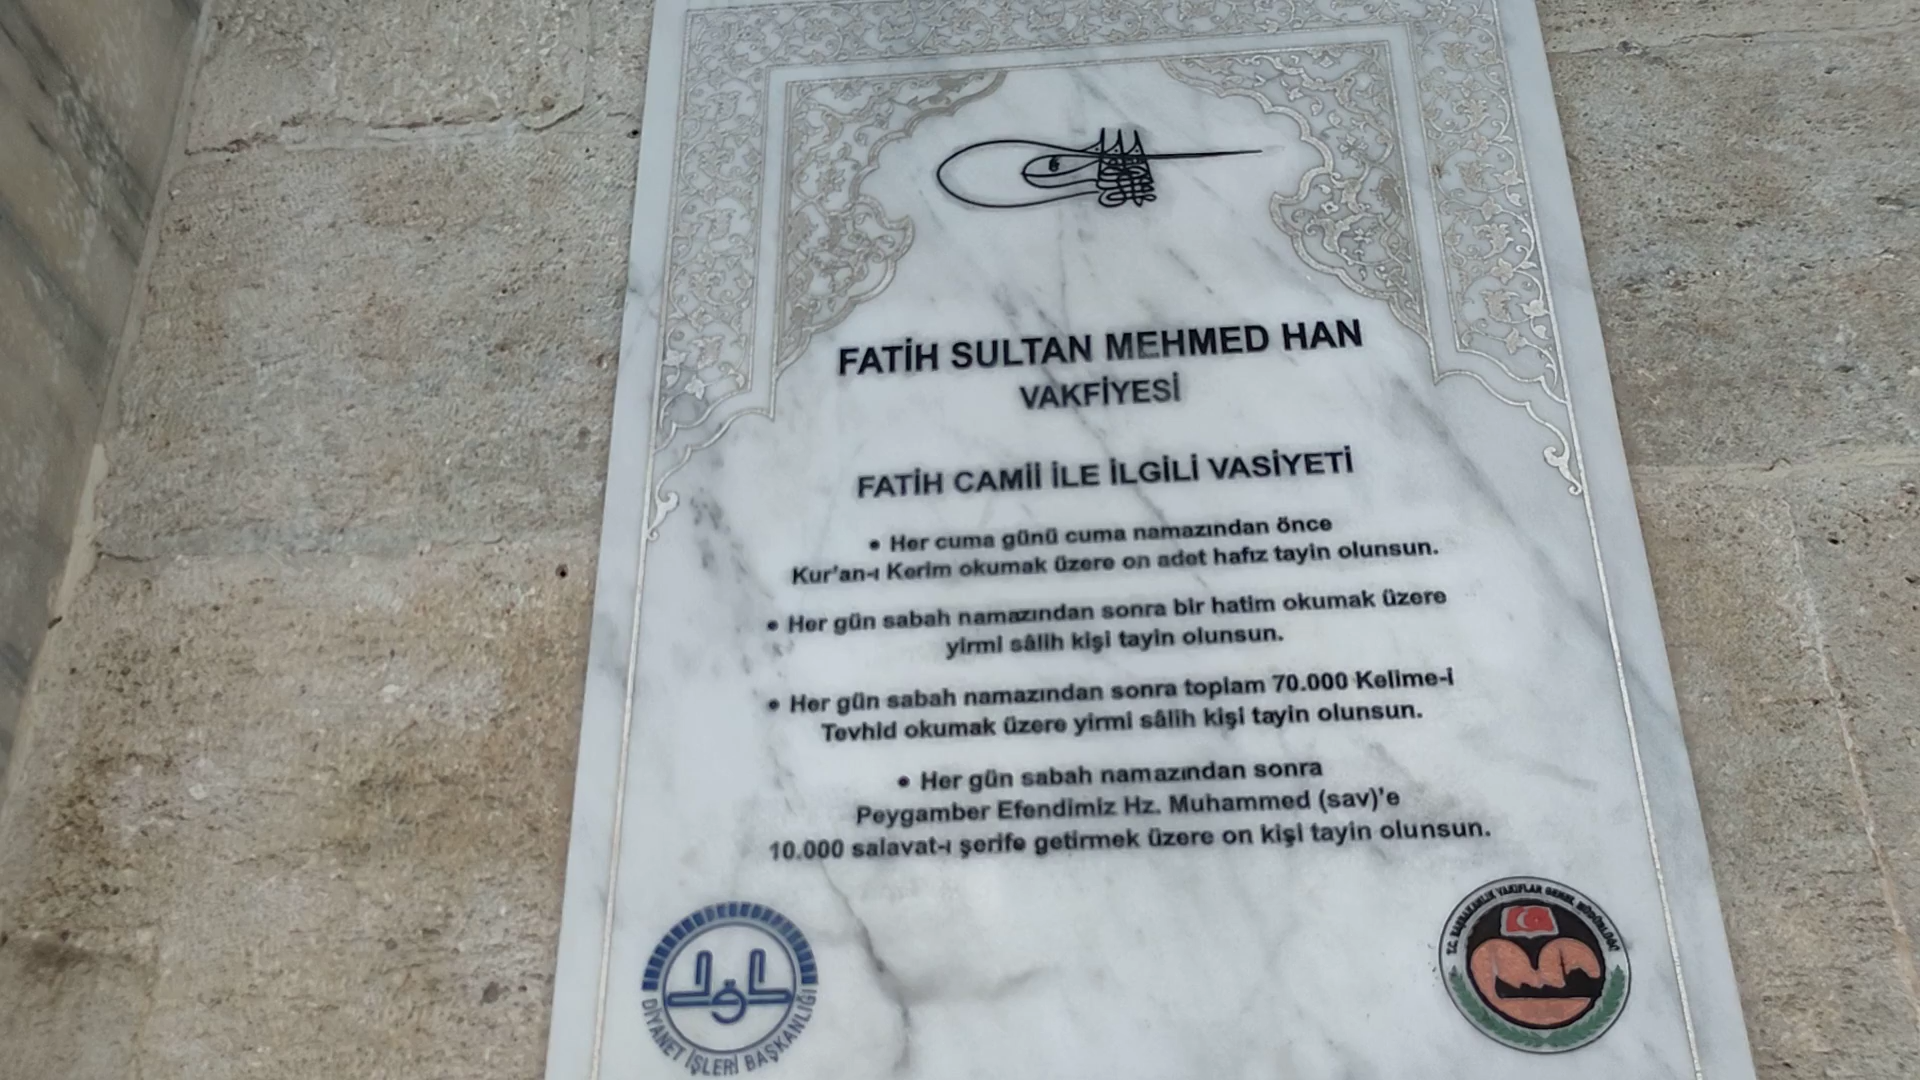 FATİH SULTAN MEHMED HAN
VAKFİYESİ
FATİH CAMİİ İLE İLGİLİ VASİYETİ
• Her cuma günü cuma namazından önce
Kur'an-ı Kerim okumak üzere on adet hafız tayin olunsun.
• Her gün sabah namazından sonra bir hatim okumak üzere
yirmi sâlih kişi tayin olunsun.
• Her gün sabah namazından sonra toplam 70.000 Kelime-i
Tevhid okumak üzere yirmi sâlih kişi tayin olunsun.
• Her gün sabah namazından sonra
Peygamber Efendimiz Hz. Muhammed (sav)'e
10.000 salavat-ı şerife getirmek üzere on kişi tayin olunsun.
DİYANET İŞLERİ BAŞKANLIĞI
T.C. BAŞBAKANLIK VAKIFLAR GENEL MÜDÜRLÜĞÜ